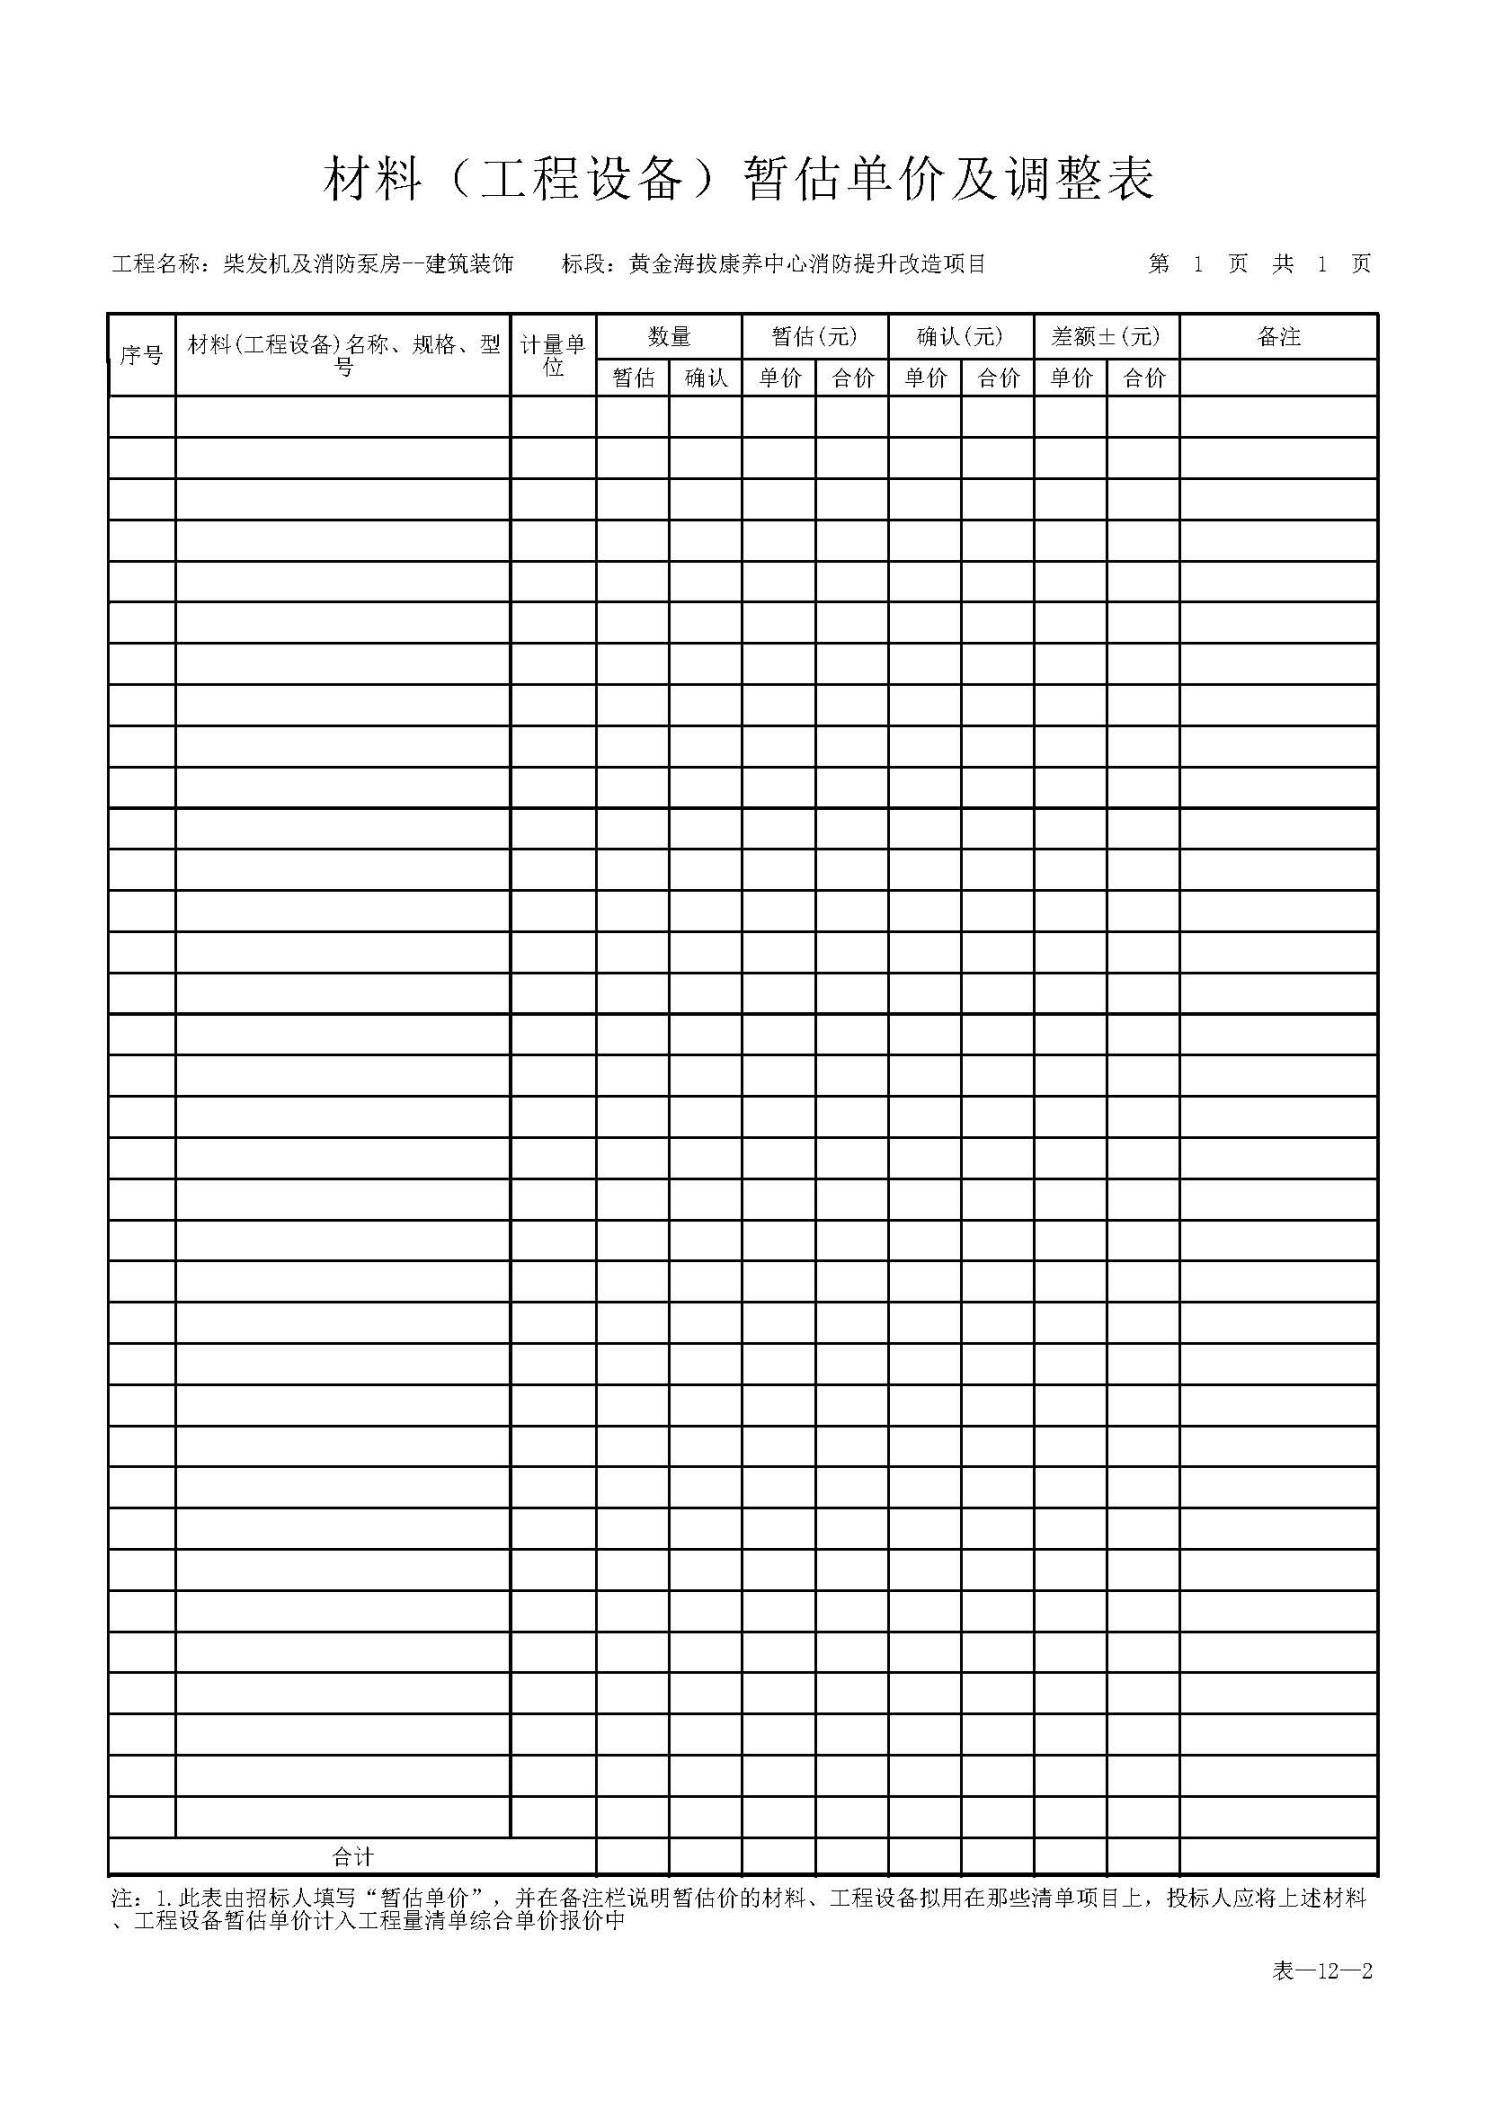 材料（工程设备）暂估单价及调整表
工程名称：柴发机及消防泵房--建筑装饰 标段：黄金海拔康养中心消防提升改造项目 第 1 页 共 1 页
序号 材料(工程设备)名称、规格、型号 计量单位 数量 暂估(元) 确认(元) 差额±(元) 备注
暂估 确认 单价 合价 单价 合价 单价 合价
合计
注：1.此表由招标人填写“暂估单价”，并在备注栏说明暂估价的材料、工程设备拟用在那些清单项目上，投标人应将上述材料
、工程设备暂估单价计入工程量清单综合单价报价中
表—12—2